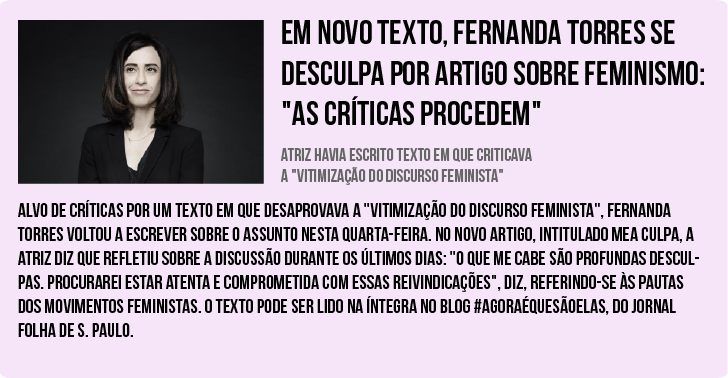 EM NOVO TEXTO, FERNANDA TORRES SE
DESCULPA POR ARTIGO SOBRE FEMINISMO:
"AS CRÍTICAS PROCEDEM"
ATRIZ HAVIA ESCRITO TEXTO EM QUE CRITICAVA
A "VITIMIZAÇÃO DO DISCURSO FEMINISTA"
ALVO DE CRÍTICAS POR UM TEXTO EM QUE DESAPROVAVA A "VITIMIZAÇÃO DO DISCURSO FEMINISTA", FERNANDA
TORRES VOLTOU A ESCREVER SOBRE O ASSUNTO NESTA QUARTA-FEIRA. NO NOVO ARTIGO, INTITULADO MEA CULPA, A
ATRIZ DIZ QUE REFLETIU SOBRE A DISCUSSÃO DURANTE OS ÚLTIMOS DIAS: "O QUE ME CABE SÃO PROFUNDAS DESCUL-
PAS. PROCURAREI ESTAR ATENTA E COMPROMETIDA COM ESSAS REIVINDICAÇÕES", DIZ, REFERINDO-SE ÀS PAUTAS
DOS MOVIMENTOS FEMINISTAS. O TEXTO PODE SER LIDO NA ÍNTEGRA NO BLOG #AGORAÉQUESÃOELAS, DO JORNAL
FOLHA DE S. PAULO.